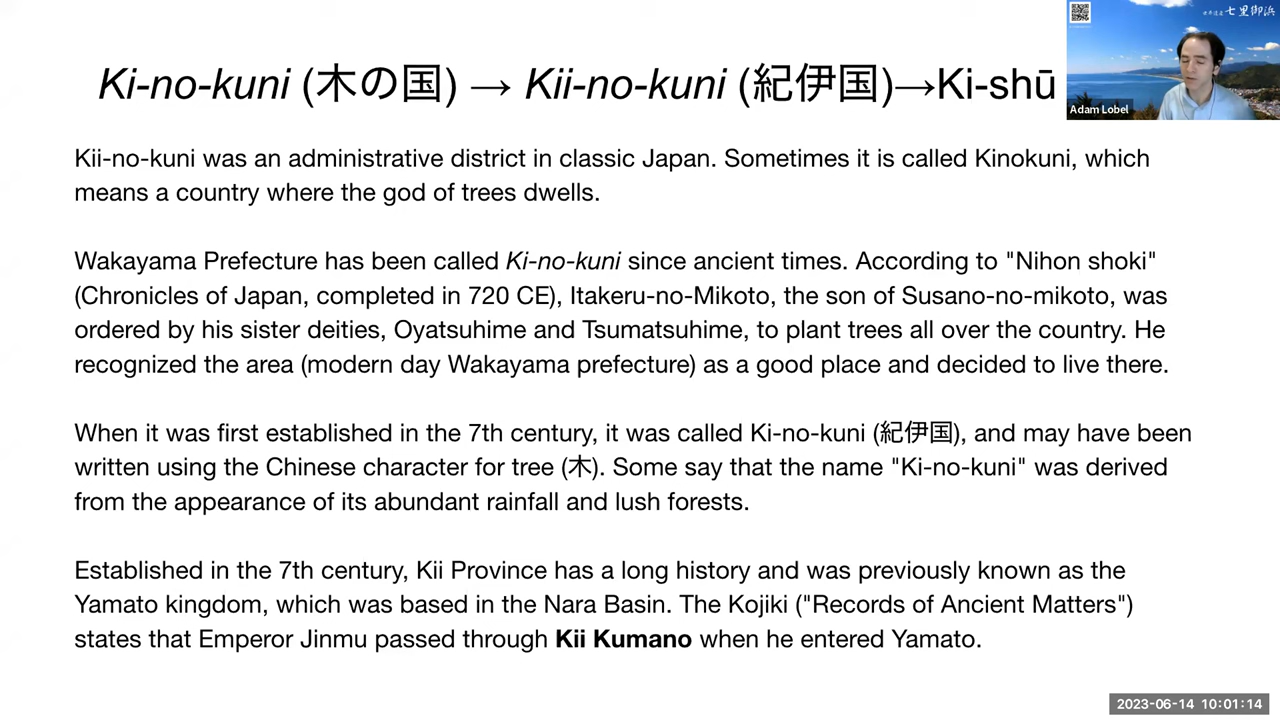 世界遺産 七里御浜
Ki-no-kuni (木の国) → Kii-no-kuni (紀伊国)→Ki-shū
Adam Lobel
Kii-no-kuni was an administrative district in classic Japan. Sometimes it is called Kinokuni, which
means a country where the god of trees dwells.
Wakayama Prefecture has been called Ki-no-kuni since ancient times. According to "Nihon shoki"
(Chronicles of Japan, completed in 720 CE), Itakeru-no-Mikoto, the son of Susano-no-mikoto, was
ordered by his sister deities, Oyatsuhime and Tsumatsuhime, to plant trees all over the country. He
recognized the area (modern day Wakayama prefecture) as a good place and decided to live there.
When it was first established in the 7th century, it was called Ki-no-kuni (紀伊国), and may have been
written using the Chinese character for tree (木). Some say that the name "Ki-no-kuni" was derived
from the appearance of its abundant rainfall and lush forests.
Established in the 7th century, Kii Province has a long history and was previously known as the
Yamato kingdom, which was based in the Nara Basin. The Kojiki ("Records of Ancient Matters")
states that Emperor Jinmu passed through Kii Kumano when he entered Yamato.
2023-06-14 10:01:14